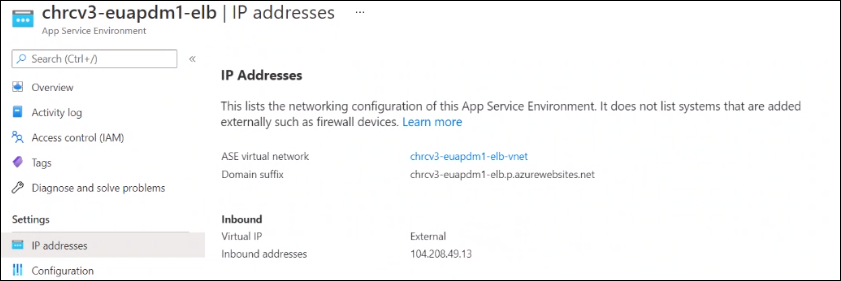 chrcv3-euapdm1-elb | IP addresses ...
App Service Environment
Search (Ctrl+/) «
Overview
Activity log
Access control (IAM)
Tags
Diagnose and solve problems
Settings
IP addresses
Configuration
IP Addresses
This lists the networking configuration of this App Service Environment. It does not list systems that are added
externally such as firewall devices. Learn more
ASE virtual network chrcv3-euapdm1-elb-vnet
Domain suffix chrcv3-euapdm1-elb.p.azurewebsites.net
Inbound
Virtual IP External
Inbound addresses 104.208.49.13